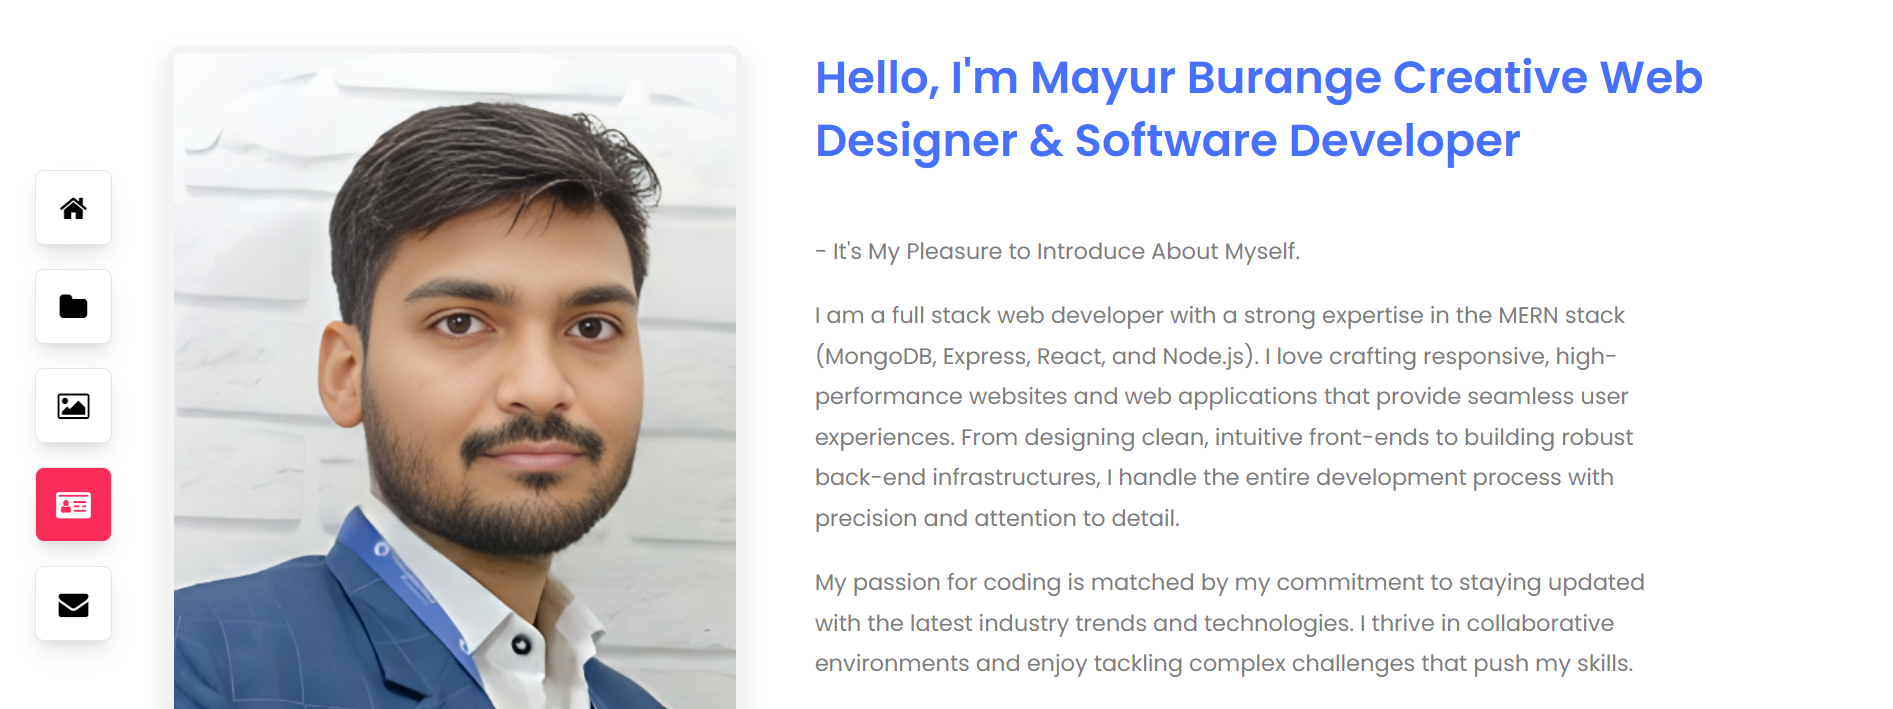 Hello, I'm Mayur Burange Creative Web
Designer & Software Developer
- It's My Pleasure to Introduce About Myself.
I am a full stack web developer with a strong expertise in the MERN stack
(MongoDB, Express, React, and Node.js). I love crafting responsive, high-
performance websites and web applications that provide seamless user
experiences. From designing clean, intuitive front-ends to building robust
back-end infrastructures, I handle the entire development process with
precision and attention to detail.
My passion for coding is matched by my commitment to staying updated
with the latest industry trends and technologies. I thrive in collaborative
environments and enjoy tackling complex challenges that push my skills.